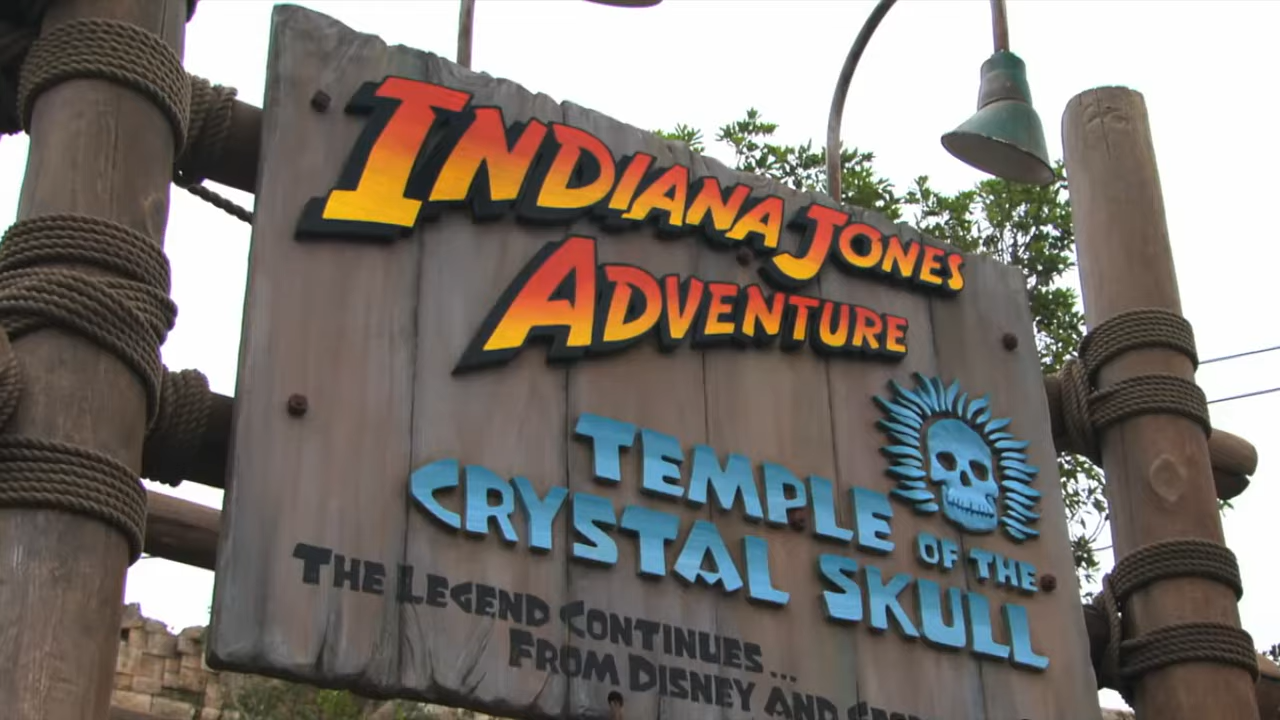 INDIANA JONES
ADVENTURE
TEMPLE OF THE
CRYSTAL SKULL
THE LEGEND CONTINUES...
FROM DISNEY AND